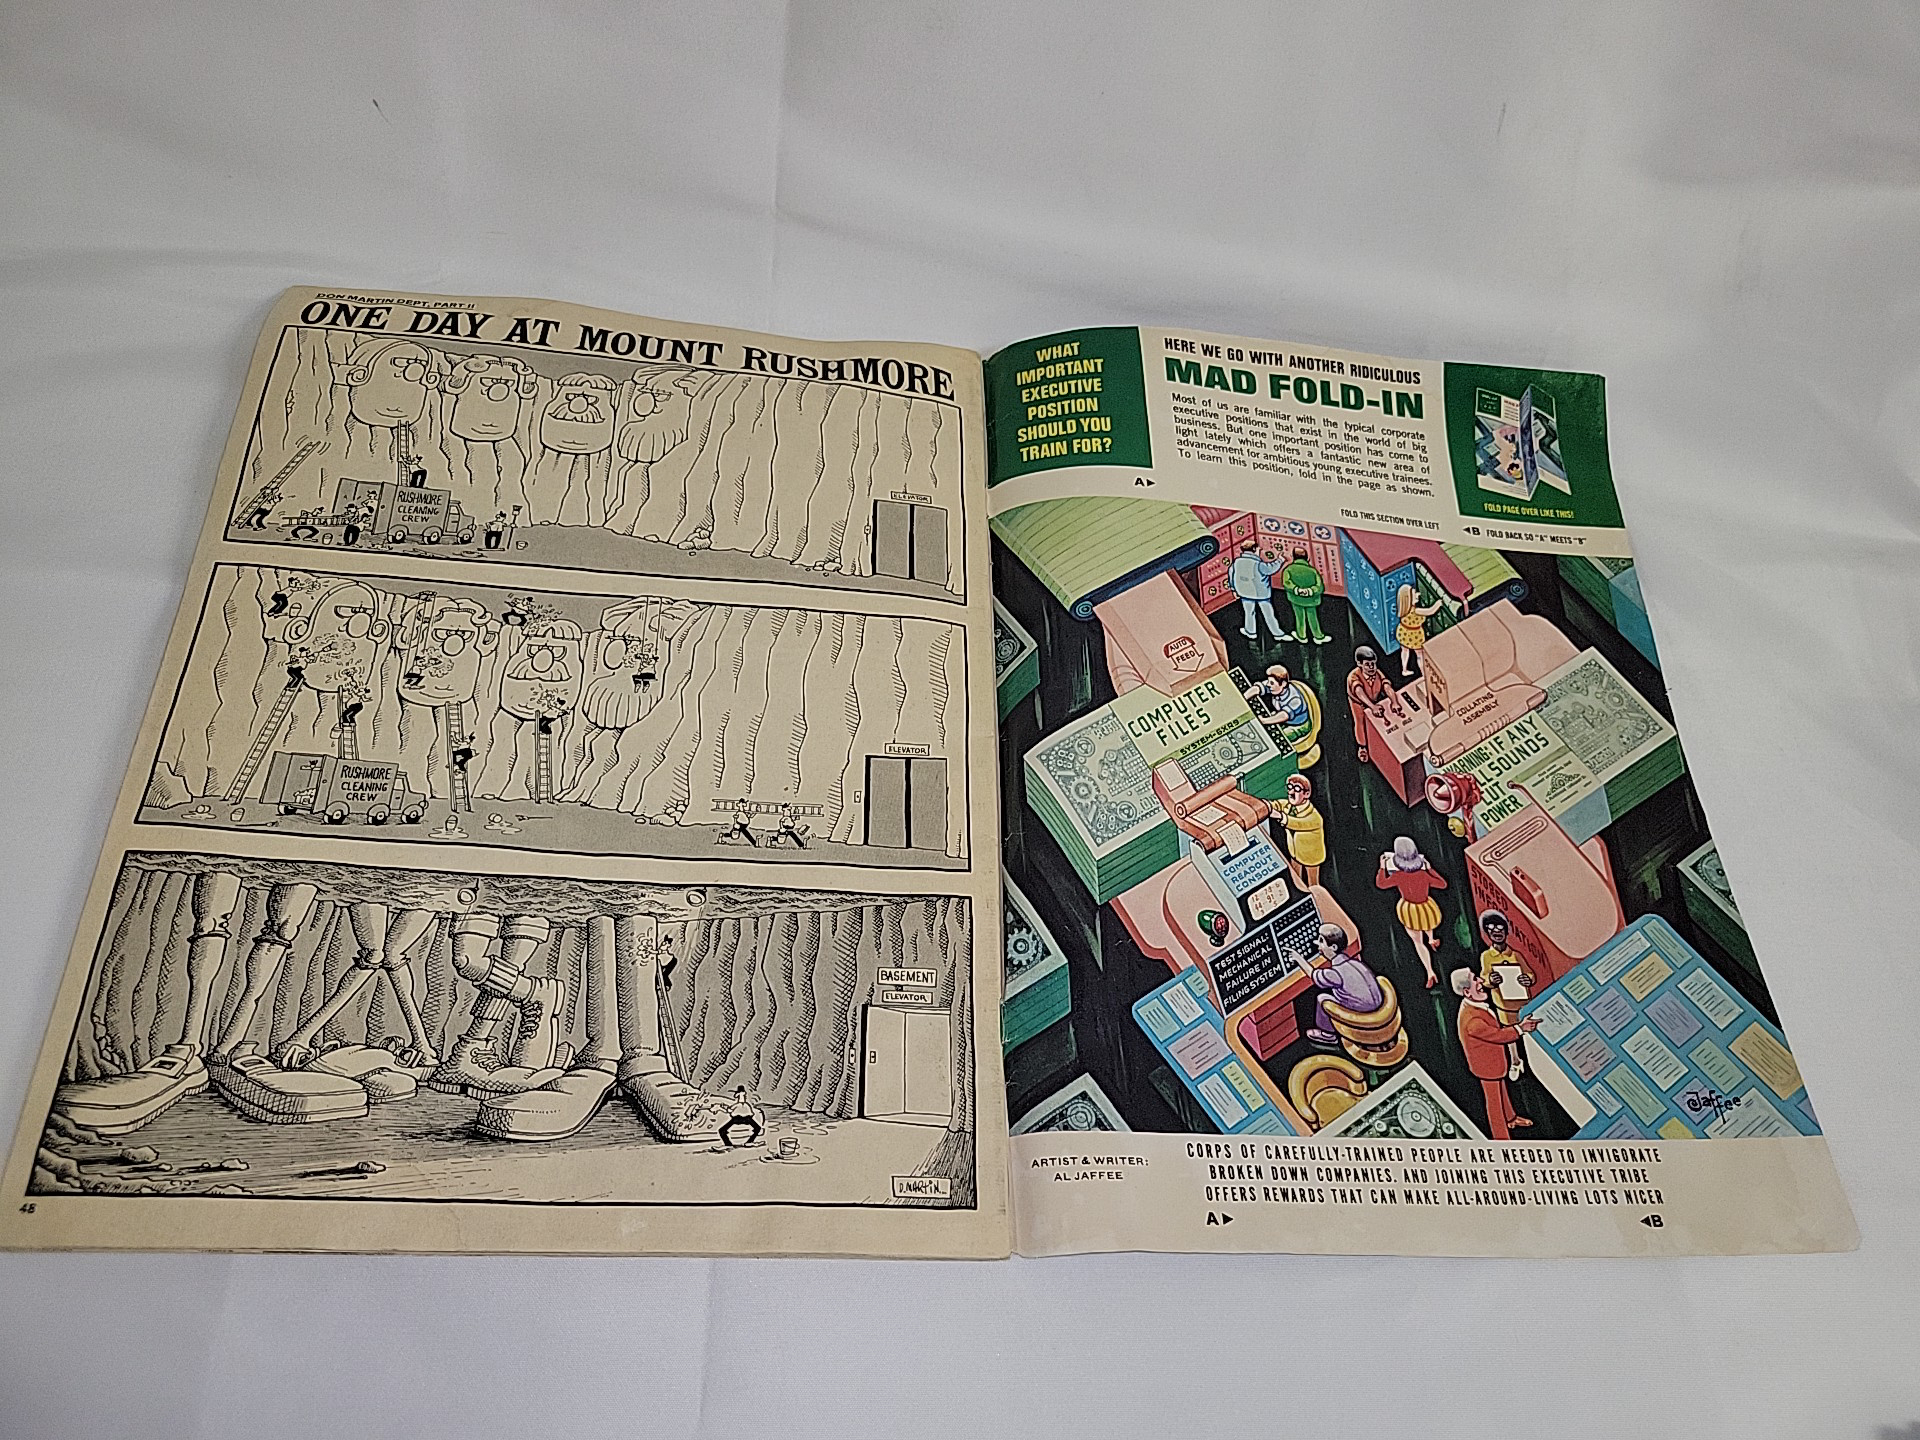 DON MARTIN DEPT. PART II
ONE DAY AT MOUNT RUSHMORE
RUSHMORE
CLEANING
CREW
ELEVATOR
RUSHMORE
CLEANING
CREW
ELEVATOR
BASEMENT
ELEVATOR
D. MARTIN
48
WHAT
IMPORTANT
EXECUTIVE
POSITION
SHOULD YOU
TRAIN FOR?
HERE WE GO WITH ANOTHER RIDICULOUS
MAD FOLD-IN
Most of us are familiar with the typical corporate
executive positions that exist in the world of big
business. But one important position has come to
light lately which offers a fantastic new area of
advancement for ambitious young executive trainees.
To learn this position, fold in the page as shown.
FOLD PAGE OVER LIKE THIS!
A▶
FOLD THIS SECTION OVER LEFT
◀B FOLD BACK SO "A" MEETS "B"
AUTO
FEED
COMPUTER
FILES
SYSTEM-6XR9
COLLATING
ASSEMBLY
WARNING: IF ANY
LL SOUNDS
LUT
POWER
COMPUTER
READOUT
CONSOLE
STORED
INFO
MATION
TEST SIGNAL:
MECHANICAL
FAILURE IN
FILING SYSTEM
Jaffee
ARTIST & WRITER:
AL JAFFEE
CORPS OF CAREFULLY-TRAINED PEOPLE ARE NEEDED TO INVIGORATE
BROKEN DOWN COMPANIES. AND JOINING THIS EXECUTIVE TRIBE
OFFERS REWARDS THAT CAN MAKE ALL-AROUND-LIVING LOTS NICER
A▶
◀B